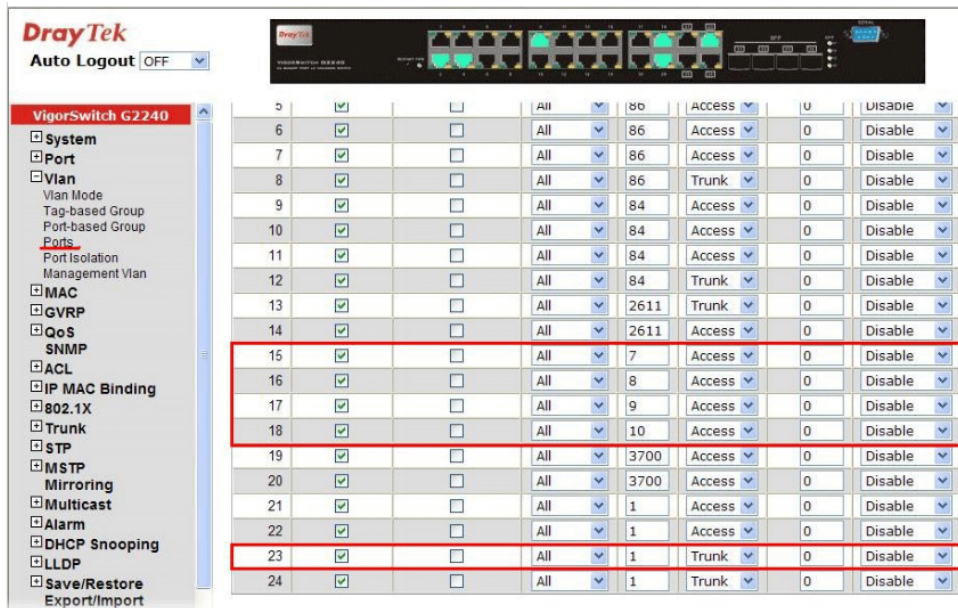 DrayTek
Auto Logout OFF
DrayTek
VIGORSWITCH G2240
SFP
SERIAL
VigorSwitch G2240
System
Port
Vlan
Vlan Mode
Tag-based Group
Port-based Group
Ports
Port Isolation
Management Vlan
MAC
GVRP
QoS
SNMP
ACL
IP MAC Binding
802.1X
Trunk
STP
MSTP
Mirroring
Multicast
Alarm
DHCP Snooping
LLDP
Save/Restore
Export/Import
5 All 86 Access 0 Disable
6 All 86 Access 0 Disable
7 All 86 Access 0 Disable
8 All 86 Trunk 0 Disable
9 All 84 Access 0 Disable
10 All 84 Access 0 Disable
11 All 84 Access 0 Disable
12 All 84 Trunk 0 Disable
13 All 2611 Trunk 0 Disable
14 All 2611 Access 0 Disable
15 All 7 Access 0 Disable
16 All 8 Access 0 Disable
17 All 9 Access 0 Disable
18 All 10 Access 0 Disable
19 All 3700 Access 0 Disable
20 All 3700 Access 0 Disable
21 All 1 Access 0 Disable
22 All 1 Access 0 Disable
23 All 1 Trunk 0 Disable
24 All 1 Trunk 0 Disable